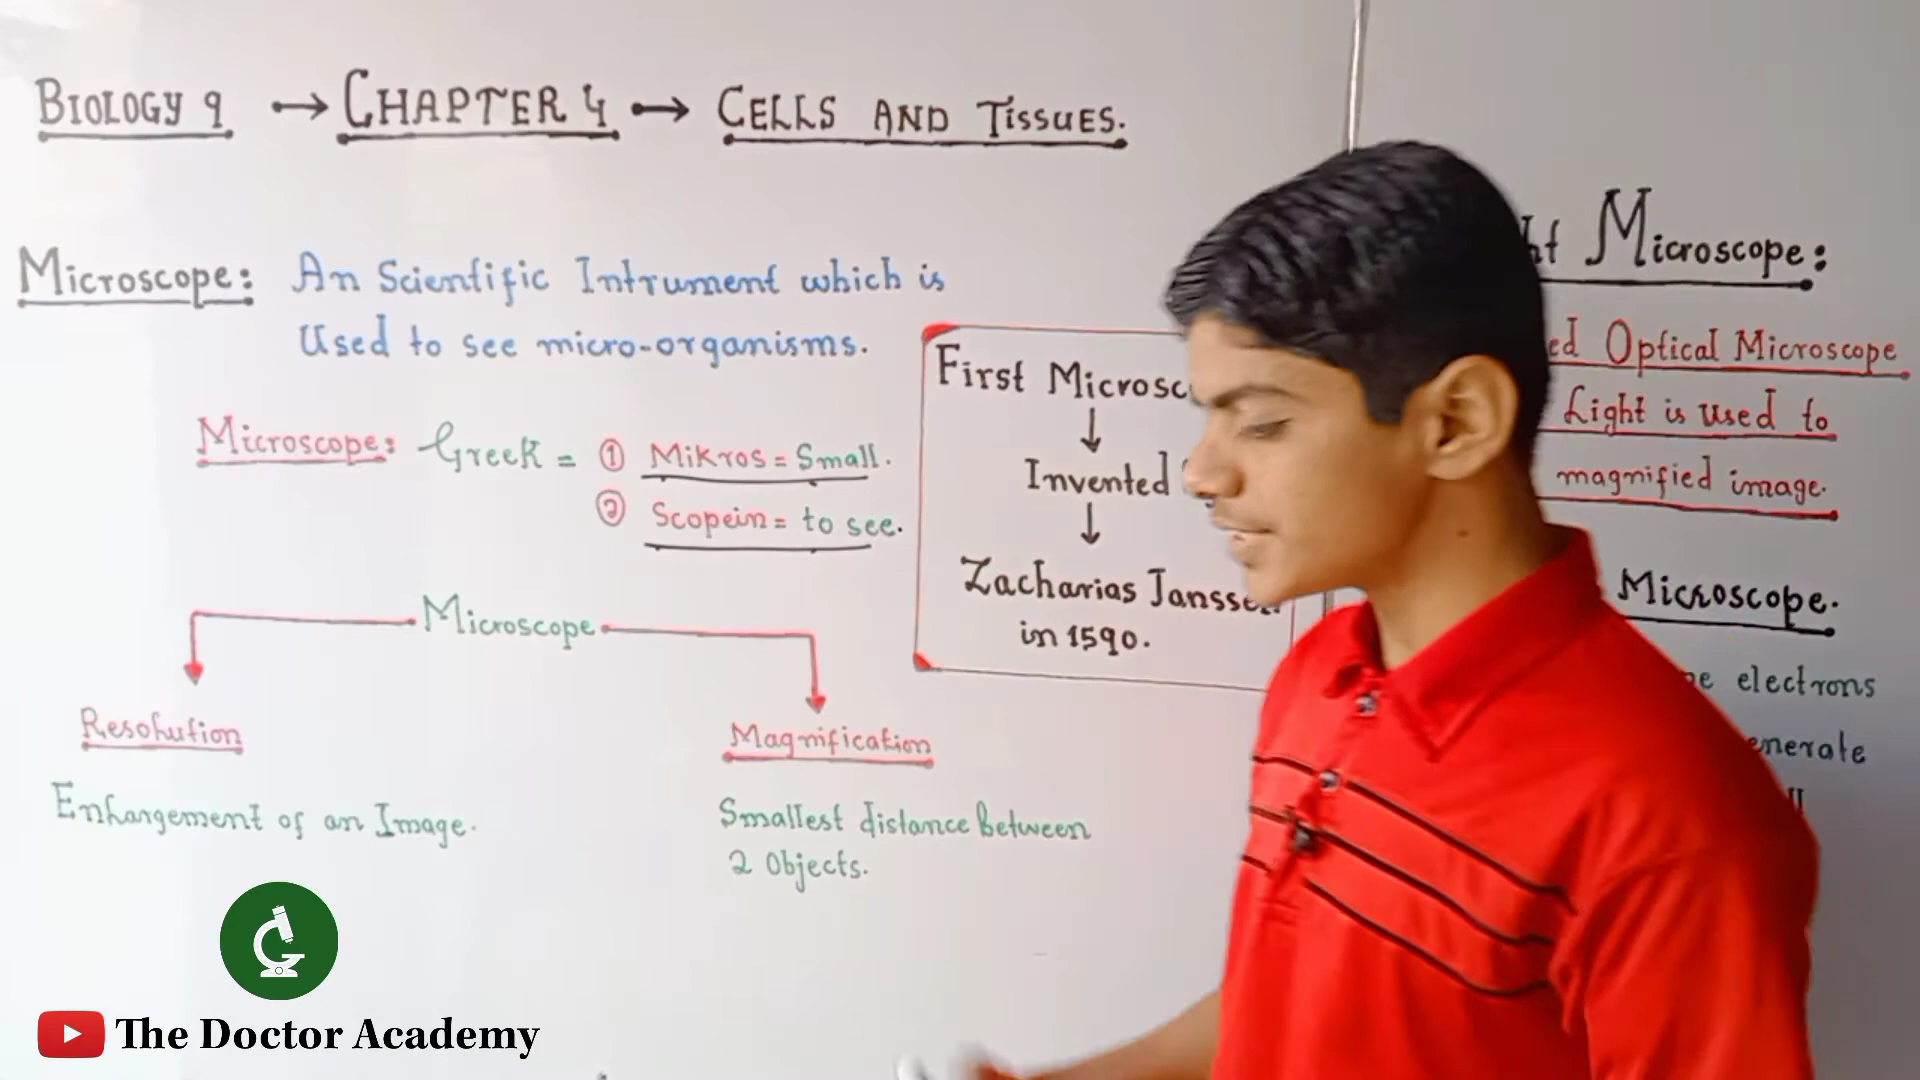 BIOLOGY 9 → CHAPTER 4 → CELLS AND TISSUES.
Microscope: An Scientific Intrument which is
Used to see micro-organisms.
Microscope: Greek = ① Mikros = Small.
② Scopein = to see.
Microscope
Resolution
Enlargement of an Image.
Magnification
Smallest distance Between
2 Objects.
First
↓
Invented
↓
Zacharias
in 1590.
Microscope:
Optical Microscope
Light is used to
magnified image.
Microscope.
electrons
The Doctor Academy